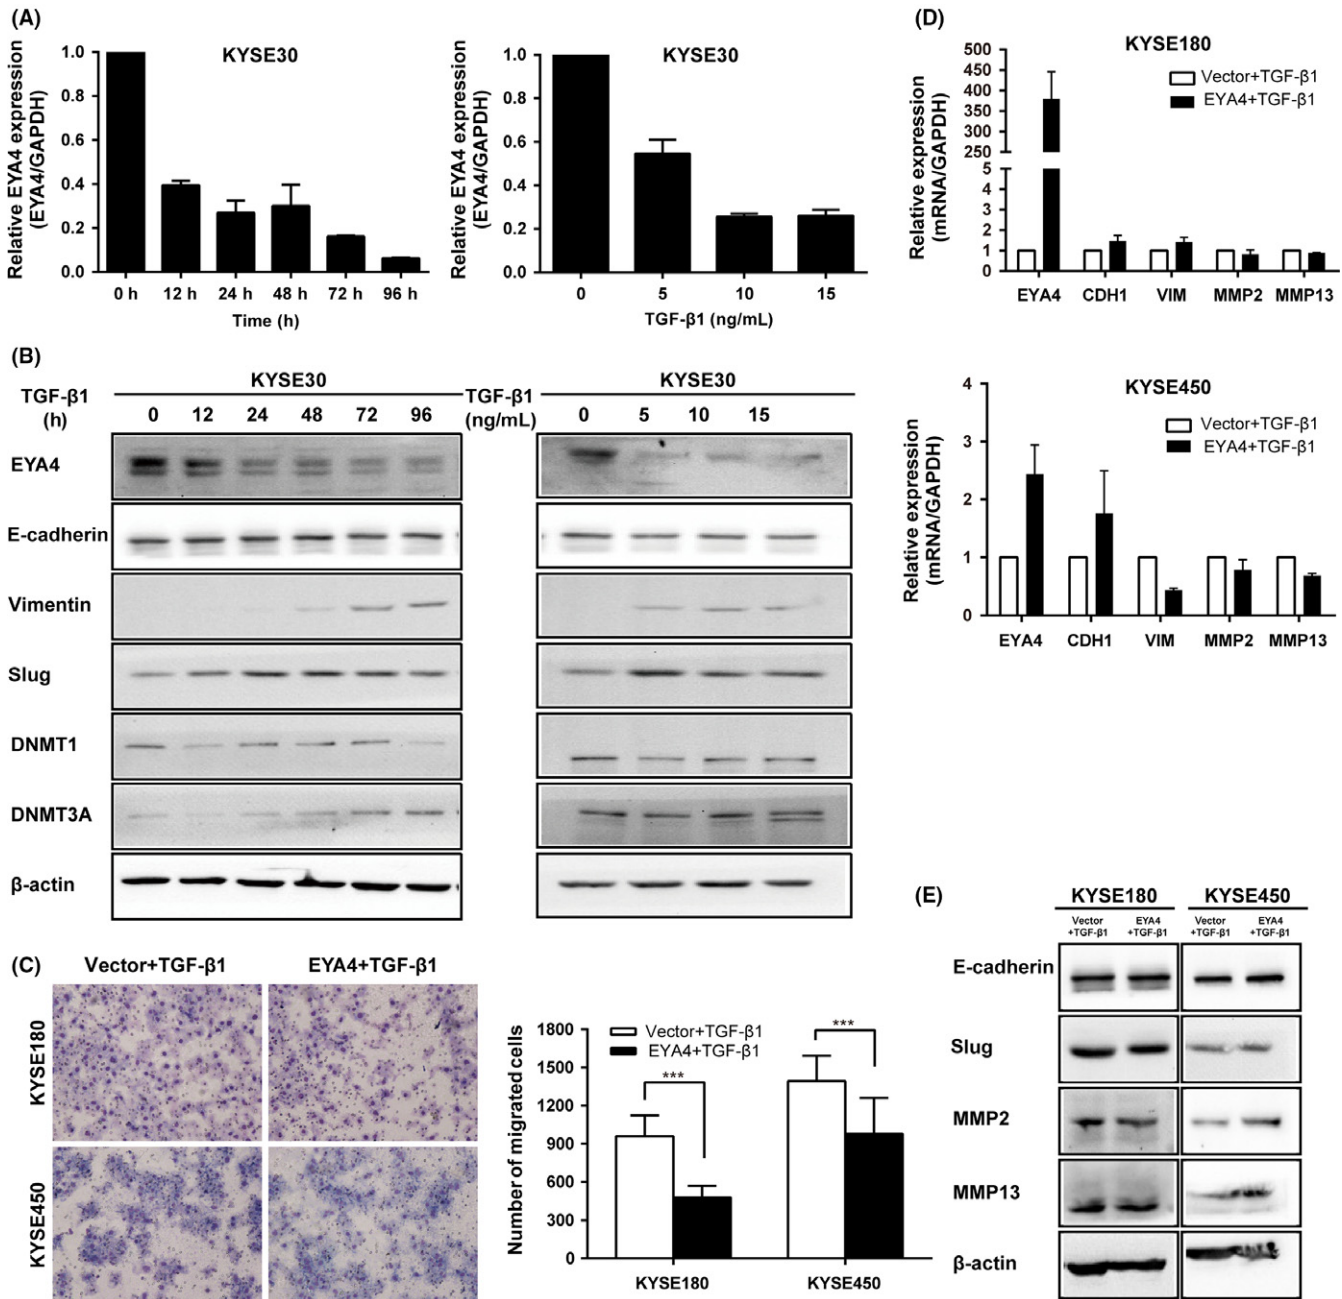 (A)
KYSE30
Relative EYA4 expression
(EYA4/GAPDH)
1.0
0.8
0.6
0.4
0.2
0.0
0 h 12 h 24 h 48 h 72 h 96 h
Time (h)
KYSE30
Relative EYA4 expression
(EYA4/GAPDH)
1.0
0.8
0.6
0.4
0.2
0.0
0 5 10 15
TGF-β1 (ng/mL)
(B)
KYSE30
TGF-β1
(h)
0 12 24 48 72 96
KYSE30
TGF-β1
(ng/mL)
0 5 10 15
EYA4
E-cadherin
Vimentin
Slug
DNMT1
DNMT3A
β-actin
(C)
Vector+TGF-β1 EYA4+TGF-β1
KYSE180
KYSE450
Number of migrated cells
1800
1500
1200
900
600
300
0
Vector+TGF-β1
EYA4+TGF-β1
***
***
KYSE180 KYSE450
(D)
KYSE180
Vector+TGF-β1
EYA4+TGF-β1
Relative expression
(mRNA/GAPDH)
500
450
400
350
300
250
5
4
3
2
1
0
EYA4 CDH1 VIM MMP2 MMP13
KYSE450
Vector+TGF-β1
EYA4+TGF-β1
Relative expression
(mRNA/GAPDH)
4
3
2
1
0
EYA4 CDH1 VIM MMP2 MMP13
(E)
KYSE180 KYSE450
Vector EYA4 Vector EYA4
+TGF-β1 +TGF-β1 +TGF-β1 +TGF-β1
E-cadherin
Slug
MMP2
MMP13
β-actin